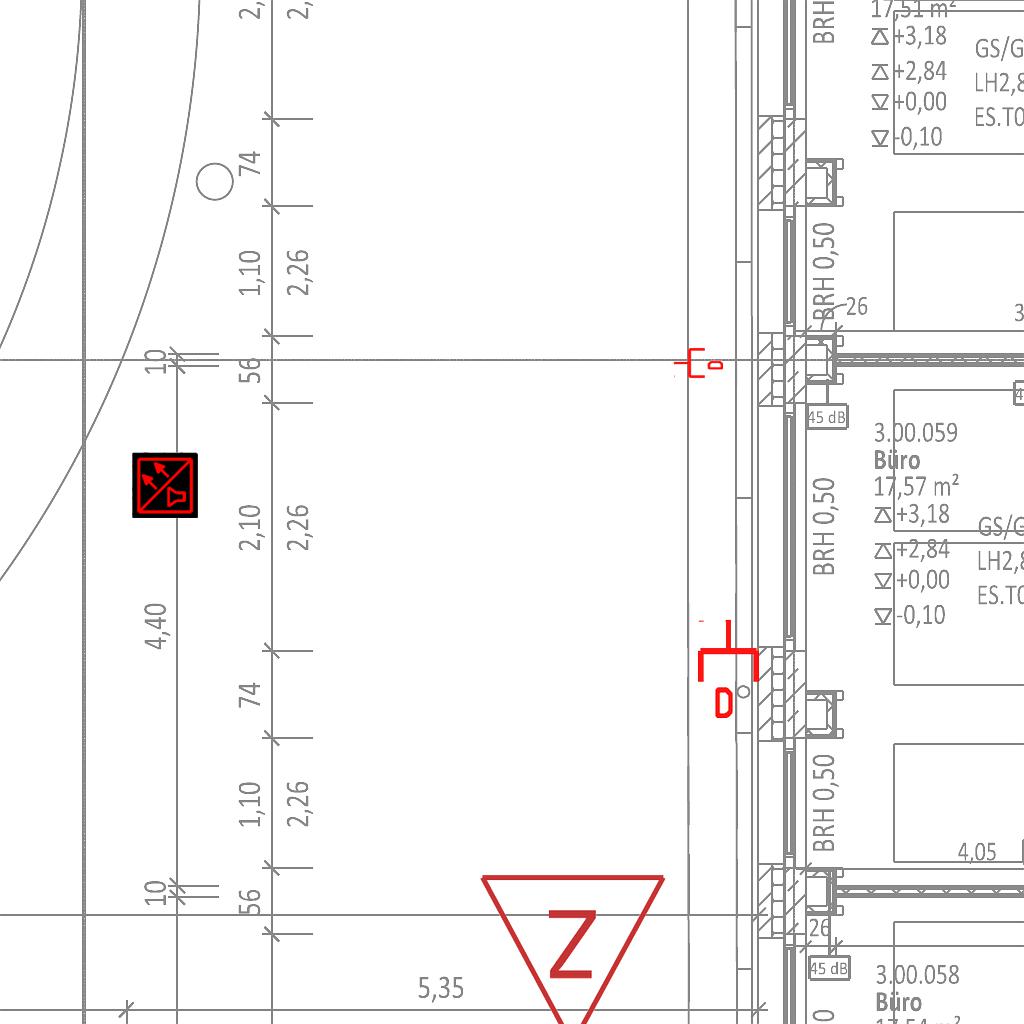 2,
2,
BRH
17,51 m²
+3,18
+2,84
+0,00
-0,10
GS/G
LH2,8
ES.T0
74
1,10
2,26
BRH 0,50
26
3
10
56
D
45 dB
4
3.00.059
Büro
17,57 m²
+3,18
+2,84
+0,00
-0,10
GS/G
LH2,8
ES.T0
2,10
2,26
BRH 0,50
4,40
74
D
1,10
2,26
BRH 0,50
4,05
10
56
Z
26
45 dB
3.00.058
Büro
5,35
0